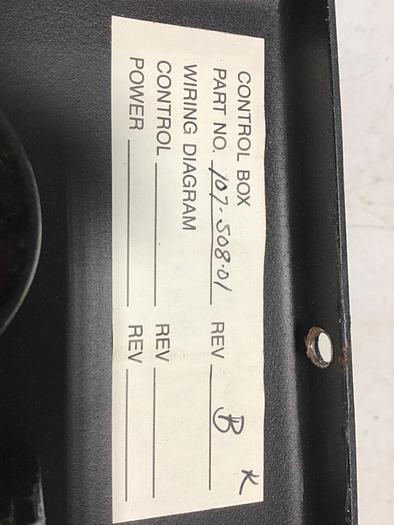 CONTROL BOX
PART NO. 107-508-01 REV B K
WIRING DIAGRAM
CONTROL REV
POWER REV